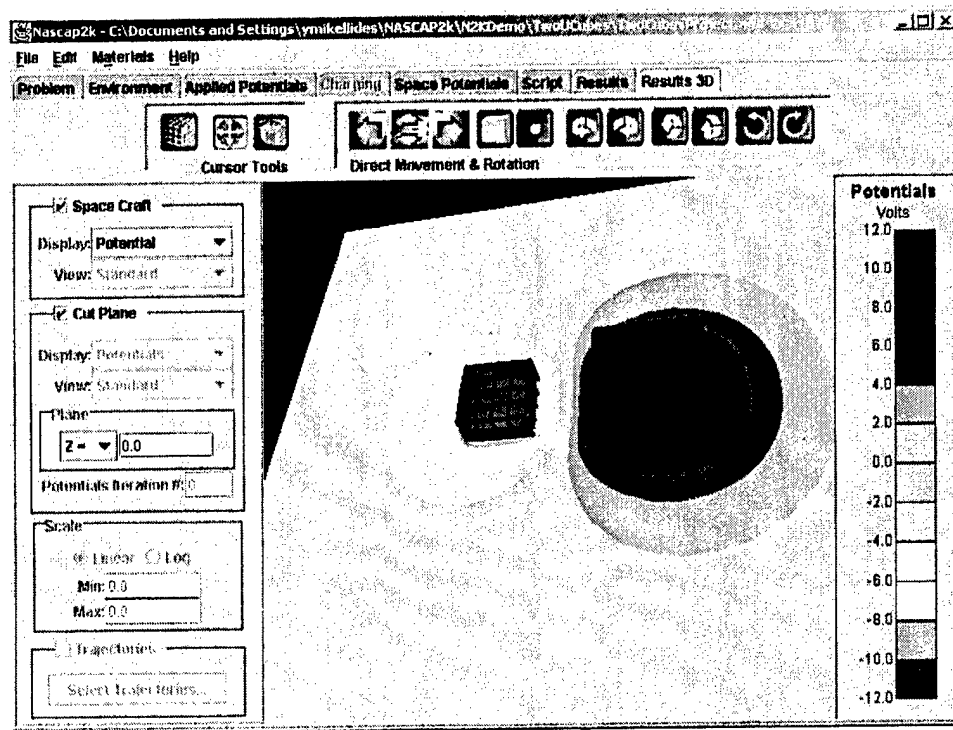 Nascap2k - C:\Documents and Settings\ymikellides\NASCAP2k\N2KDemo\
File Edit Materials Help
Problem Environment Applied Potentials Charging Space Potentials Script Results Results 3D
Cursor Tools
Direct Movement & Rotation
Space Craft
Display: Potential
View: Standard
Cut Plane
Display: Potentials
View: Standard
Plane
Z = 0.0
Potentials Iteration #: 0
Scale
Linear Log
Min: 0.0
Max: 0.0
Trajectories
Select Trajectories...
Potentials
Volts
12.0
10.0
8.0
6.0
4.0
2.0
0.0
-2.0
-4.0
-6.0
-8.0
-10.0
-12.0